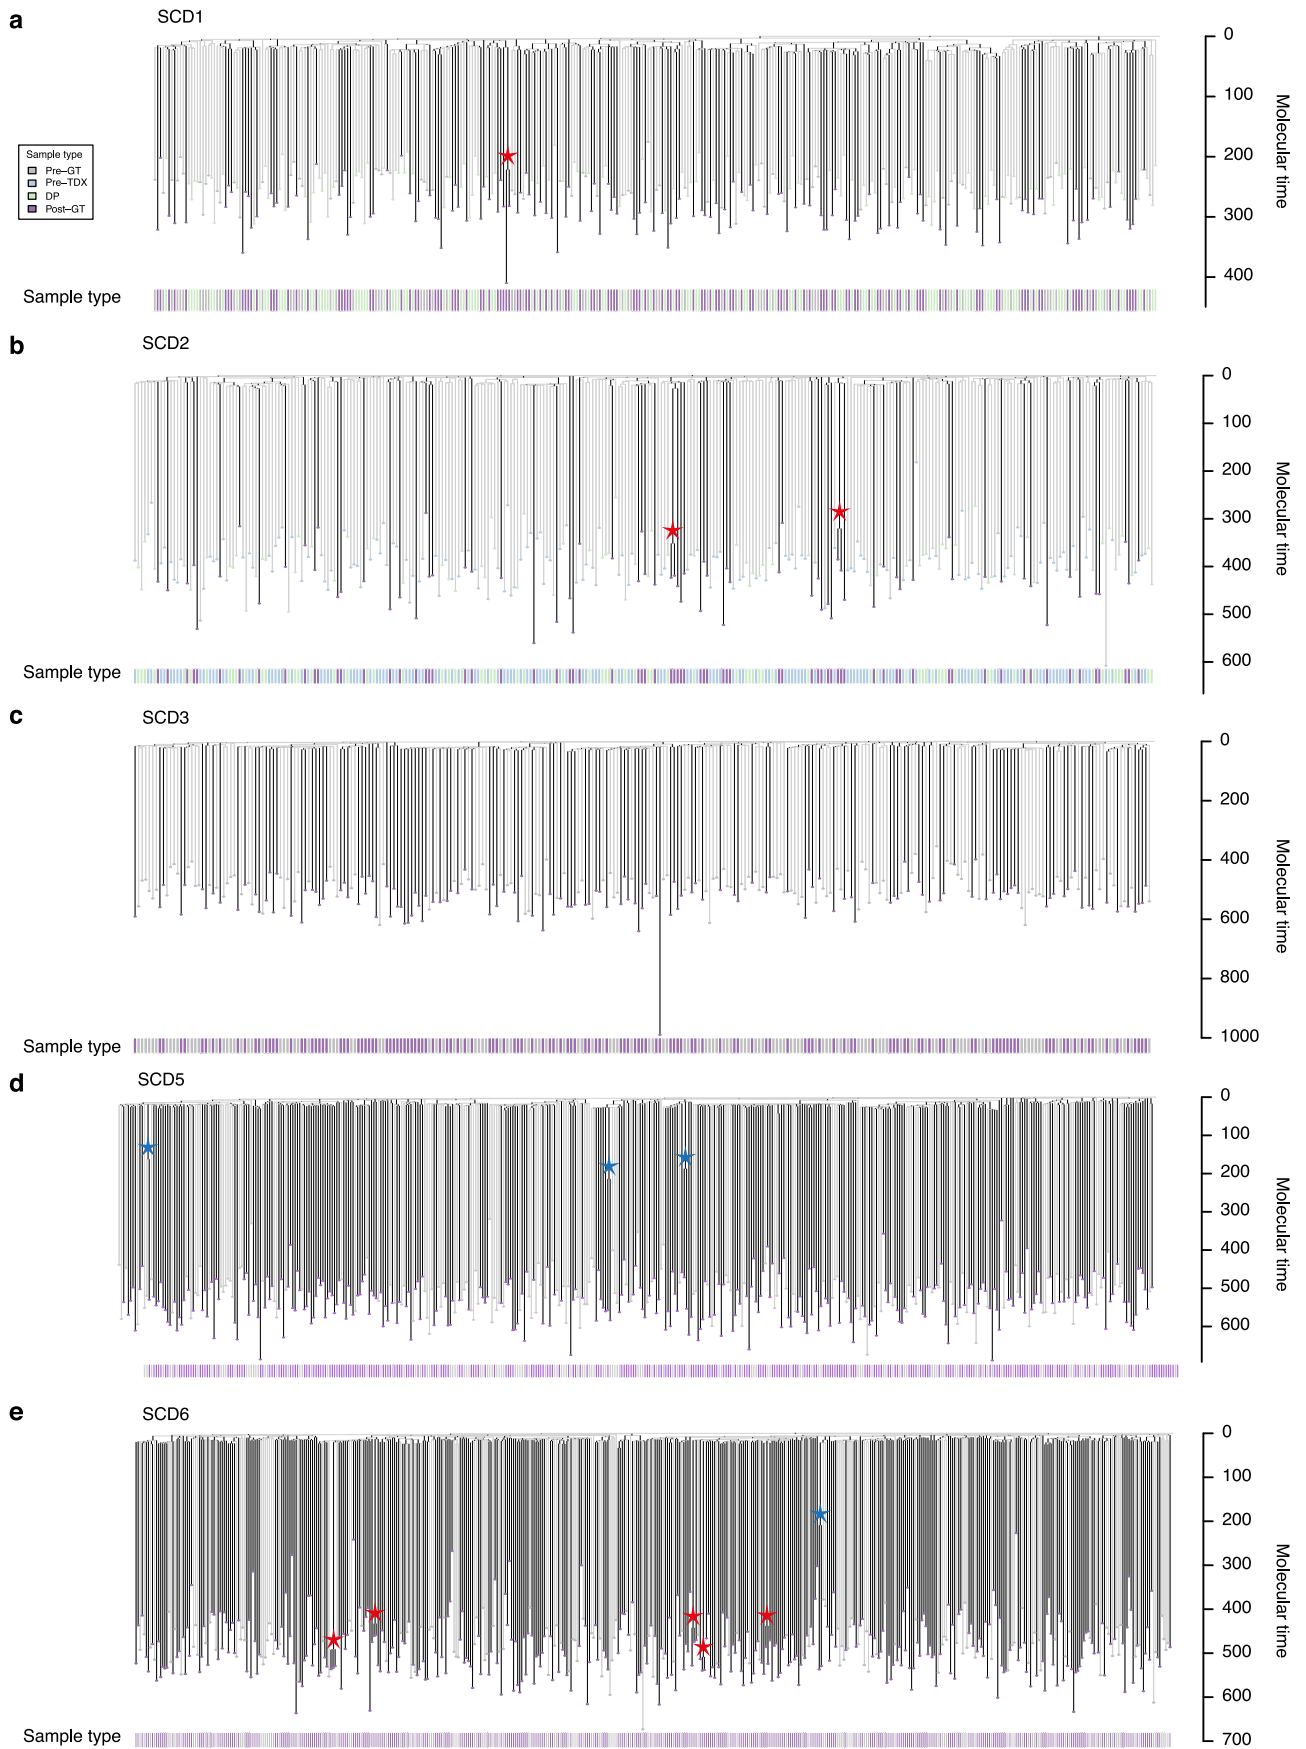 a
SCD1
0
100
200
300
400
Molecular time
Sample type
Pre–GT
Pre–TDX
DP
Post–GT
Sample type
b
SCD2
0
100
200
300
400
500
600
Molecular time
Sample type
c
SCD3
0
200
400
600
800
1000
Molecular time
Sample type
d
SCD5
0
100
200
300
400
500
600
Molecular time
e
SCD6
0
100
200
300
400
500
600
700
Molecular time
Sample type